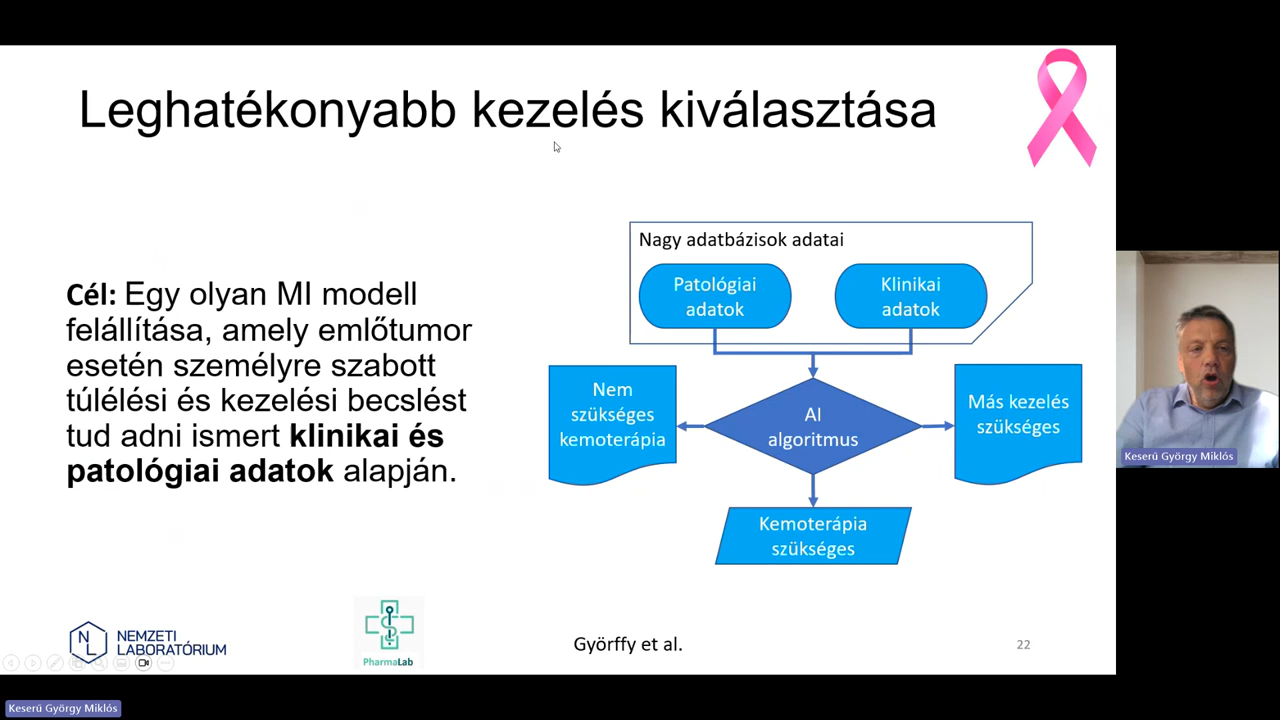 Leghatékonyabb kezelés kiválasztása
Cél: Egy olyan MI modell
felállítása, amely emlőtumor
esetén személyre szabott
túlélési és kezelési becslést
tud adni ismert klinikai és
patológiai adatok alapján.
Nagy adatbázisok adatai
Patológiai
adatok
Klinikai
adatok
Nem
szükséges
kemoterápia
AI
algoritmus
Más kezelés
szükséges
Kemoterápia
szükséges
NL
NEMZETI
LABORATÓRIUM
PharmaLab
Györffy et al.
22
Keserű György Miklós
Keserű György Miklós